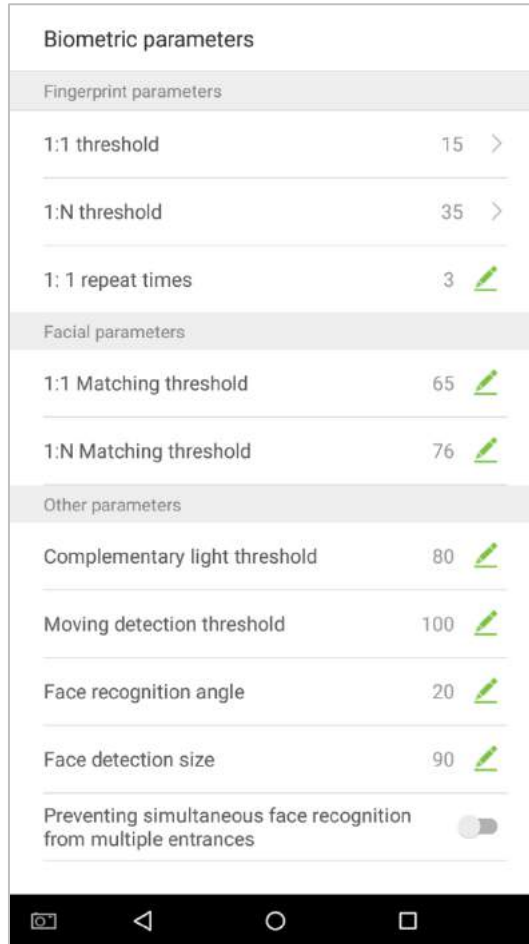 Biometric parameters
Fingerprint parameters
1:1 threshold 15
1:N threshold 35
1: 1 repeat times 3
Facial parameters
1:1 Matching threshold 65
1:N Matching threshold 76
Other parameters
Complementary light threshold 80
Moving detection threshold 100
Face recognition angle 20
Face detection size 90
Preventing simultaneous face recognition
from multiple entrances